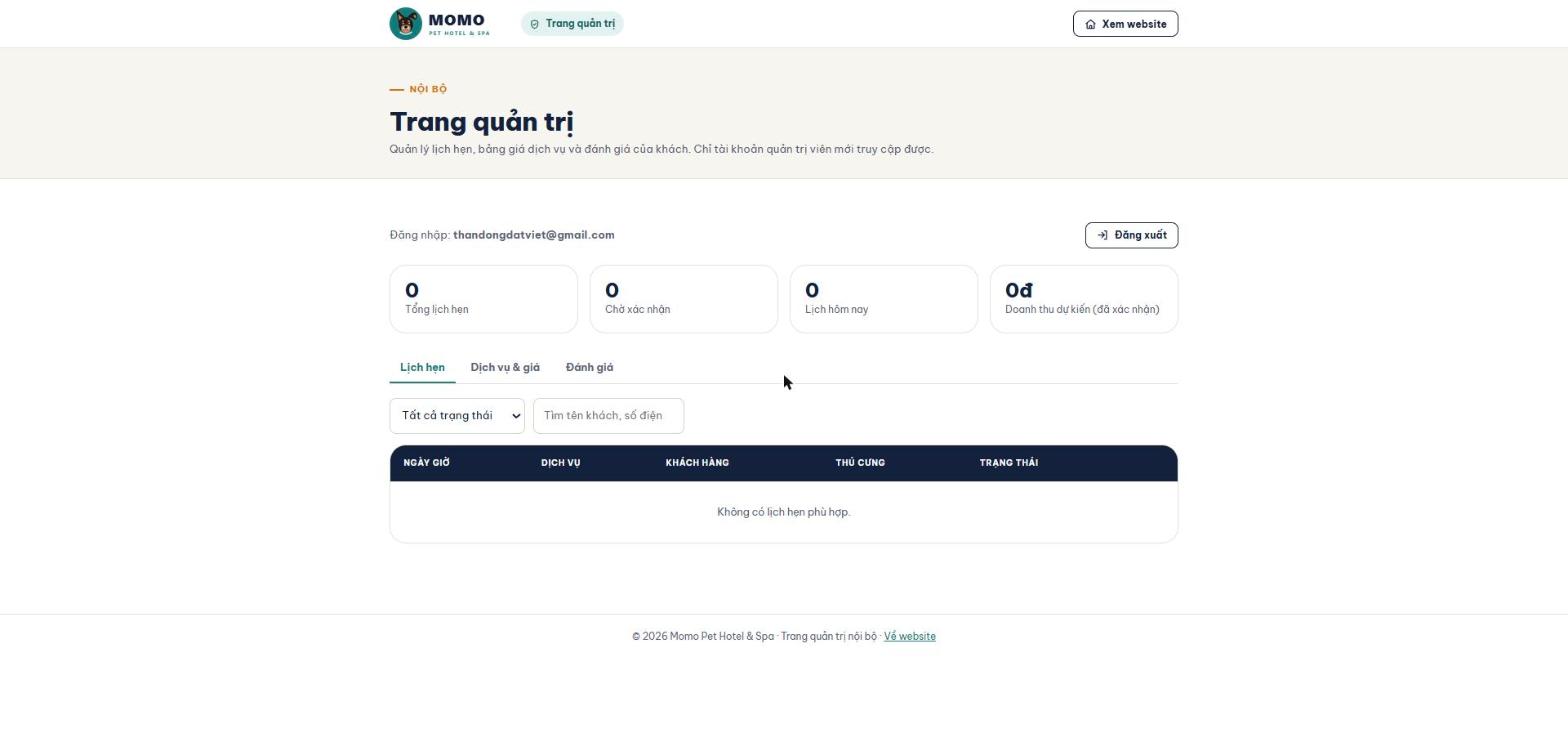 MOMO
PET HOTEL & SPA
Trang quản trị
Xem website
NỘI BỘ
Trang quản trị
Quản lý lịch hẹn, bảng giá dịch vụ và đánh giá của khách. Chỉ tài khoản quản trị viên mới truy cập được.
Đăng nhập: thandongdatviet@gmail.com
Đăng xuất
0
Tổng lịch hẹn
0
Chờ xác nhận
0
Lịch hôm nay
0đ
Doanh thu dự kiến (đã xác nhận)
Lịch hẹn
Dịch vụ & giá
Đánh giá
Tất cả trạng thái
Tìm tên khách, số điện
NGÀY GIỜ DỊCH VỤ KHÁCH HÀNG THÚ CƯNG TRẠNG THÁI
Không có lịch hẹn phù hợp.
© 2026 Momo Pet Hotel & Spa · Trang quản trị nội bộ · Về website